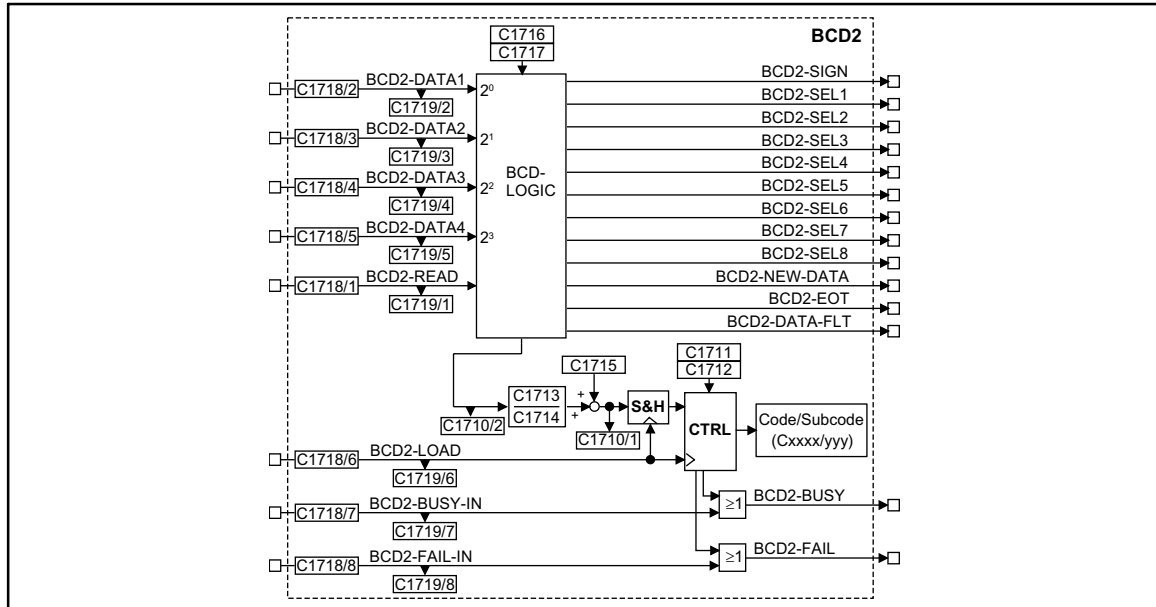 BCD2
C1716
C1717
C1718/2 BCD2-DATA1 2⁰
C1719/2
C1718/3 BCD2-DATA2 2¹
C1719/3
C1718/4 BCD2-DATA3 2²
C1719/4
C1718/5 BCD2-DATA4 2³
C1719/5
C1718/1 BCD2-READ
C1719/1
BCD-
LOGIC
BCD2-SIGN
BCD2-SEL1
BCD2-SEL2
BCD2-SEL3
BCD2-SEL4
BCD2-SEL5
BCD2-SEL6
BCD2-SEL7
BCD2-SEL8
BCD2-NEW-DATA
BCD2-EOT
BCD2-DATA-FLT
C1710/2
C1713
C1714
C1715
+
+
C1710/1
S&H
C1711
C1712
CTRL
Code/Subcode
(Cxxxx/yyy)
C1718/6 BCD2-LOAD
C1719/6
C1718/7 BCD2-BUSY-IN
C1719/7
≥1 BCD2-BUSY
C1718/8 BCD2-FAIL-IN
C1719/8
≥1 BCD2-FAIL